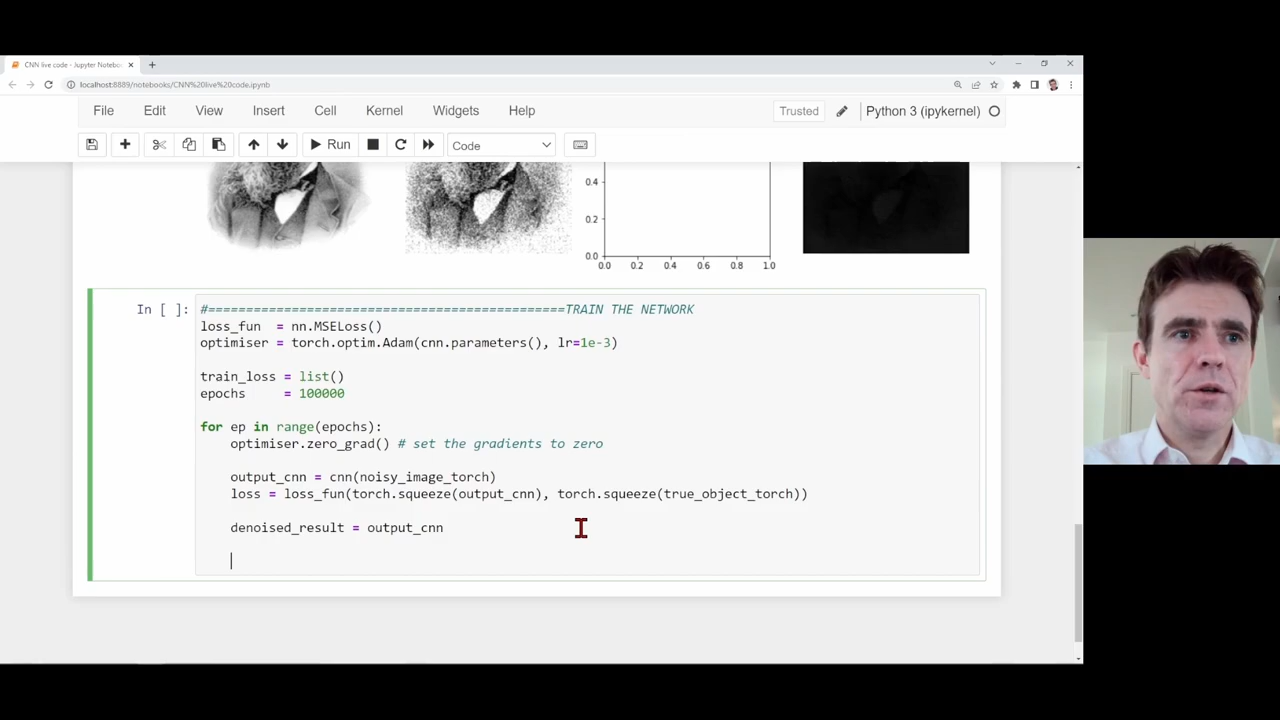 CNN live code - Jupyter Notebo
localhost:8889/notebooks/CNN%20live%20code.ipynb
File Edit View Insert Cell Kernel Widgets Help Trusted Python 3 (ipykernel)
Run Code
0.4
0.2
0.0
0.0 0.2 0.4 0.6 0.8 1.0
In [ ]: #===============================================TRAIN THE NETWORK
loss_fun  = nn.MSELoss()
optimiser = torch.optim.Adam(cnn.parameters(), lr=1e-3)
train_loss = list()
epochs     = 100000
for ep in range(epochs):
    optimiser.zero_grad() # set the gradients to zero
    output_cnn = cnn(noisy_image_torch)
    loss = loss_fun(torch.squeeze(output_cnn), torch.squeeze(true_object_torch))
    denoised_result = output_cnn